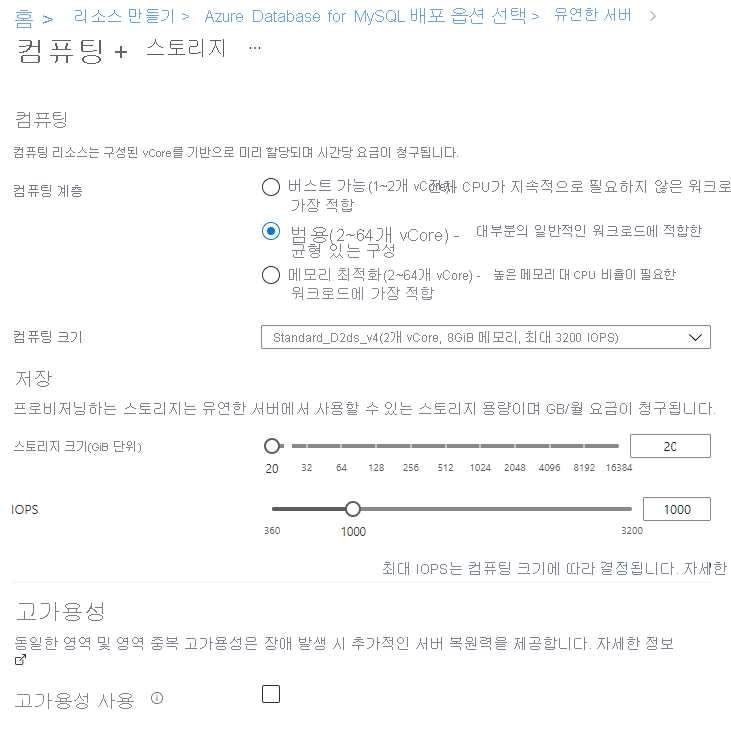 홈 > 리소스 만들기 > Azure Database for MySQL 배포 옵션 선택 > 유연한 서버 >
컴퓨팅 + 스토리지 ...
컴퓨팅
컴퓨팅 리소스는 구성된 vCore를 기반으로 미리 할당되며 시간당 요금이 청구됩니다.
컴퓨팅 계층
버스트 가능(1~2개 vCore) 전체 CPU가 지속적으로 필요하지 않은 워크로
가장 적합
범용(2~64개 vCore) - 대부분의 일반적인 워크로드에 적합한
균형 있는 구성
메모리 최적화(2~64개 vCore) - 높은 메모리 대 CPU 비율이 필요한
워크로드에 가장 적합
컴퓨팅 크기 Standard_D2ds_v4(2개 vCore, 8GiB 메모리, 최대 3200 IOPS)
저장
프로비저닝하는 스토리지는 유연한 서버에서 사용할 수 있는 스토리지 용량이며 GB/월 요금이 청구됩니다.
스토리지 크기(GiB 단위) 20
20 32 64 128 256 512 1024 2048 4096 8192 16384
IOPS 1000
360 1000 3200
최대 IOPS는 컴퓨팅 크기에 따라 결정됩니다. 자세한
고가용성
동일한 영역 및 영역 중복 고가용성은 장애 발생 시 추가적인 서버 복원력을 제공합니다. 자세한 정보
고가용성 사용